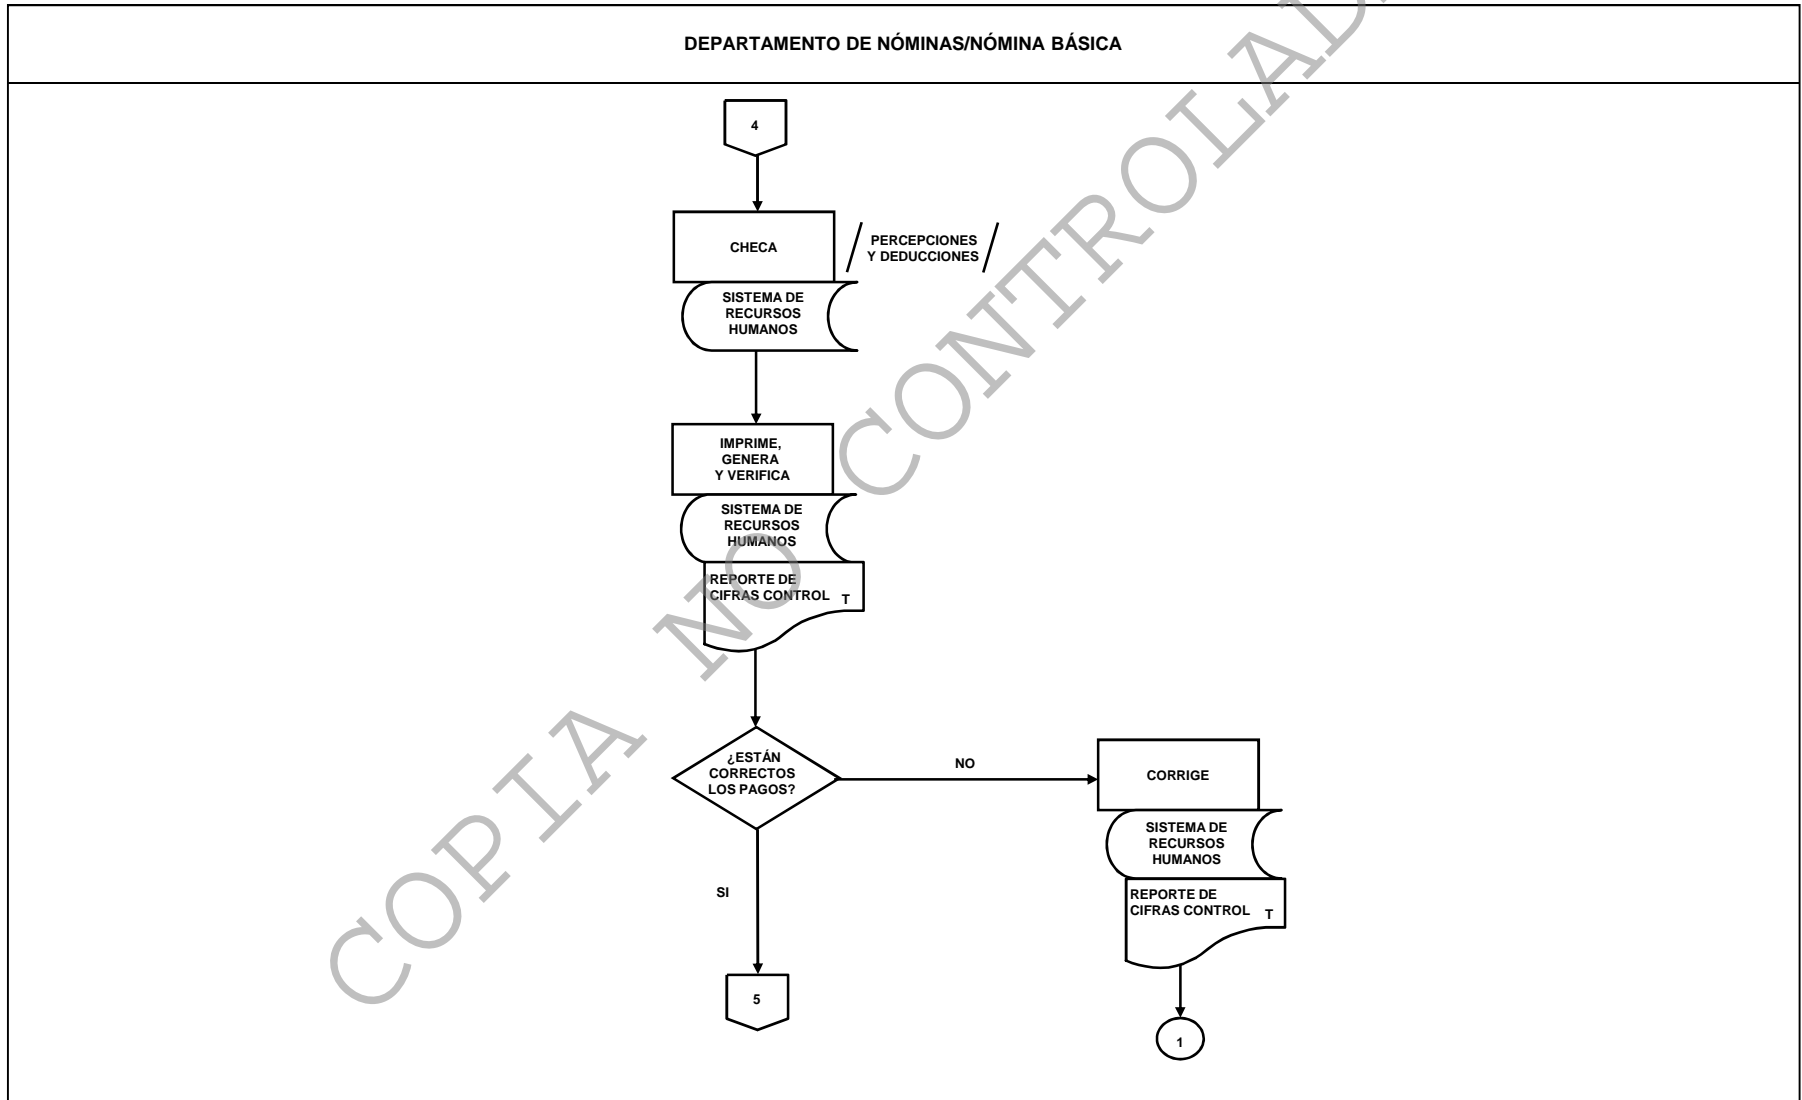 DEPARTAMENTO DE NÓMINAS/NÓMINA BÁSICA
4
CHECA
PERCEPCIONES
Y DEDUCCIONES
SISTEMA DE
RECURSOS
HUMANOS
IMPRIME,
GENERA
Y VERIFICA
SISTEMA DE
RECURSOS
HUMANOS
REPORTE DE
CIFRAS CONTROL T
¿ESTÁN
CORRECTOS
LOS PAGOS?
NO
CORRIGE
SISTEMA DE
RECURSOS
HUMANOS
REPORTE DE
CIFRAS CONTROL T
SI
5
1
COPIA NO CONTROLAD